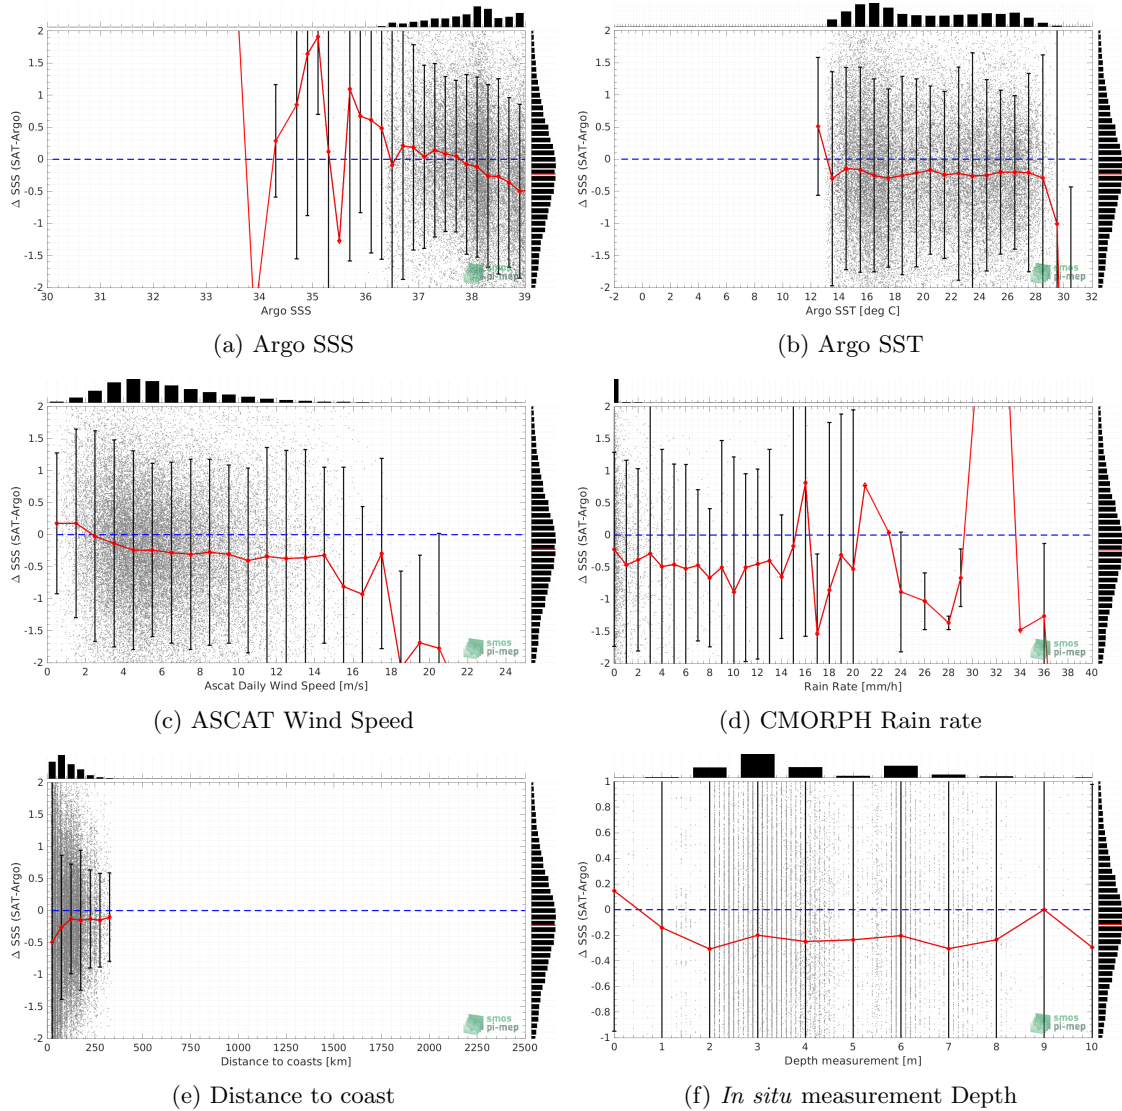 2
1.5
1
0.5
0
-0.5
-1
-1.5
-2
Δ SSS (SAT-Argo)
30 31 32 33 34 35 36 37 38 39
Argo SSS
smos
pi-mep
(a) Argo SSS
2
1.5
1
0.5
0
-0.5
-1
-1.5
-2
Δ SSS (SAT-Argo)
-2 0 2 4 6 8 10 12 14 16 18 20 22 24 26 28 30 32
Argo SST [deg C]
smos
pi-mep
(b) Argo SST
2
1.5
1
0.5
0
-0.5
-1
-1.5
-2
Δ SSS (SAT-Argo)
0 2 4 6 8 10 12 14 16 18 20 22 24
Ascat Daily Wind Speed [m/s]
smos
pi-mep
(c) ASCAT Wind Speed
2
1.5
1
0.5
0
-0.5
-1
-1.5
-2
Δ SSS (SAT-Argo)
0 2 4 6 8 10 12 14 16 18 20 22 24 26 28 30 32 34 36 38 40
Rain Rate [mm/h]
smos
pi-mep
(d) CMORPH Rain rate
2
1.5
1
0.5
0
-0.5
-1
-1.5
-2
Δ SSS (SAT-Argo)
0 250 500 750 1000 1250 1500 1750 2000 2250 2500
Distance to coasts [km]
smos
pi-mep
(e) Distance to coast
1
0.8
0.6
0.4
0.2
0
-0.2
-0.4
-0.6
-0.8
-1
Δ SSS (SAT-Argo)
0 1 2 3 4 5 6 7 8 9 10
Depth measurement [m]
smos
pi-mep
(f) In situ measurement Depth